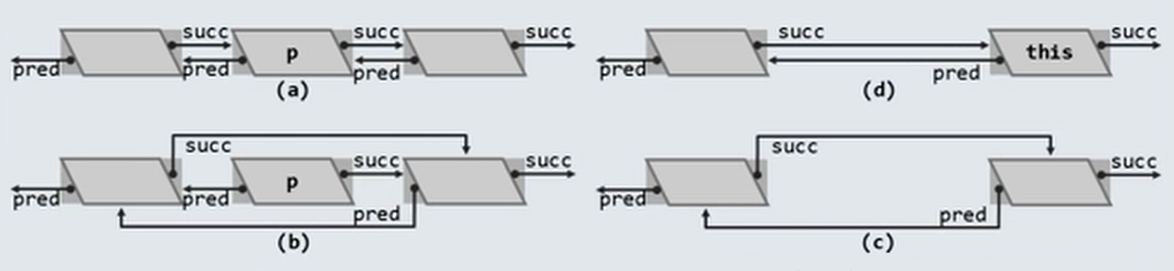 succ succ succ
p
pred pred pred
(a)
succ succ
this
pred pred
(d)
succ
succ succ
p
pred pred pred
(b)
succ
succ
pred pred
(c)